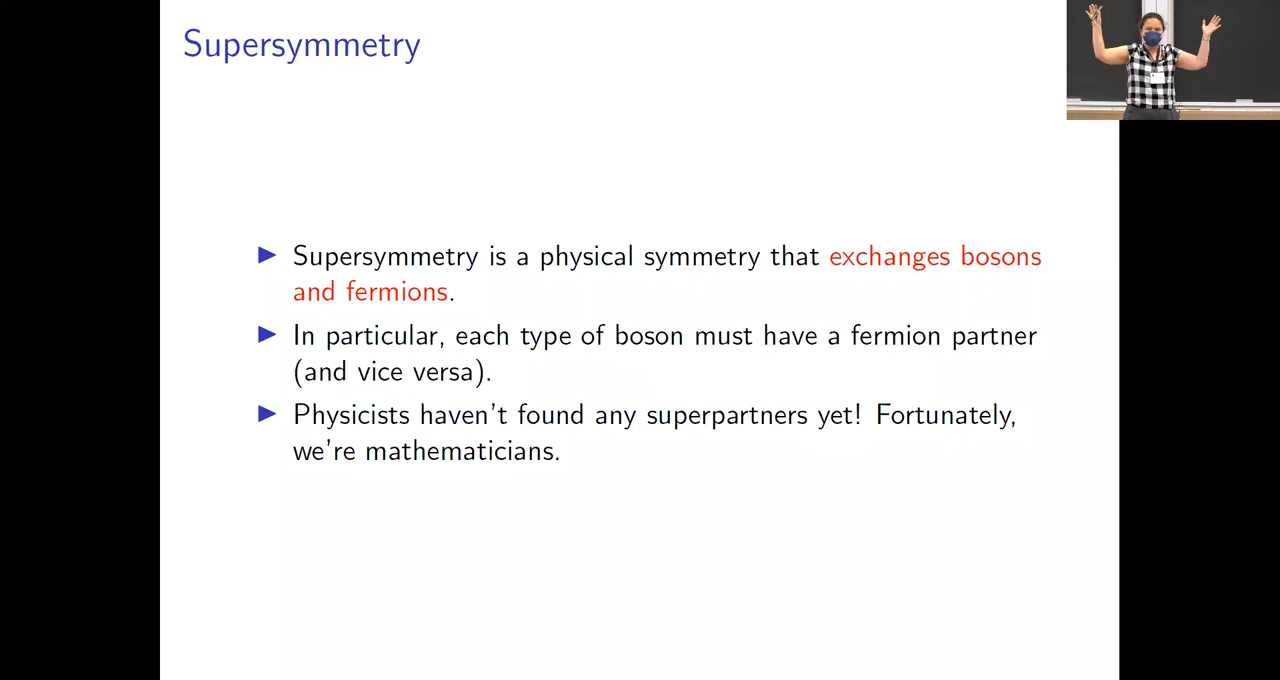 Supersymmetry
▶ Supersymmetry is a physical symmetry that exchanges bosons
and fermions.
▶ In particular, each type of boson must have a fermion partner
(and vice versa).
▶ Physicists haven't found any superpartners yet! Fortunately,
we're mathematicians.